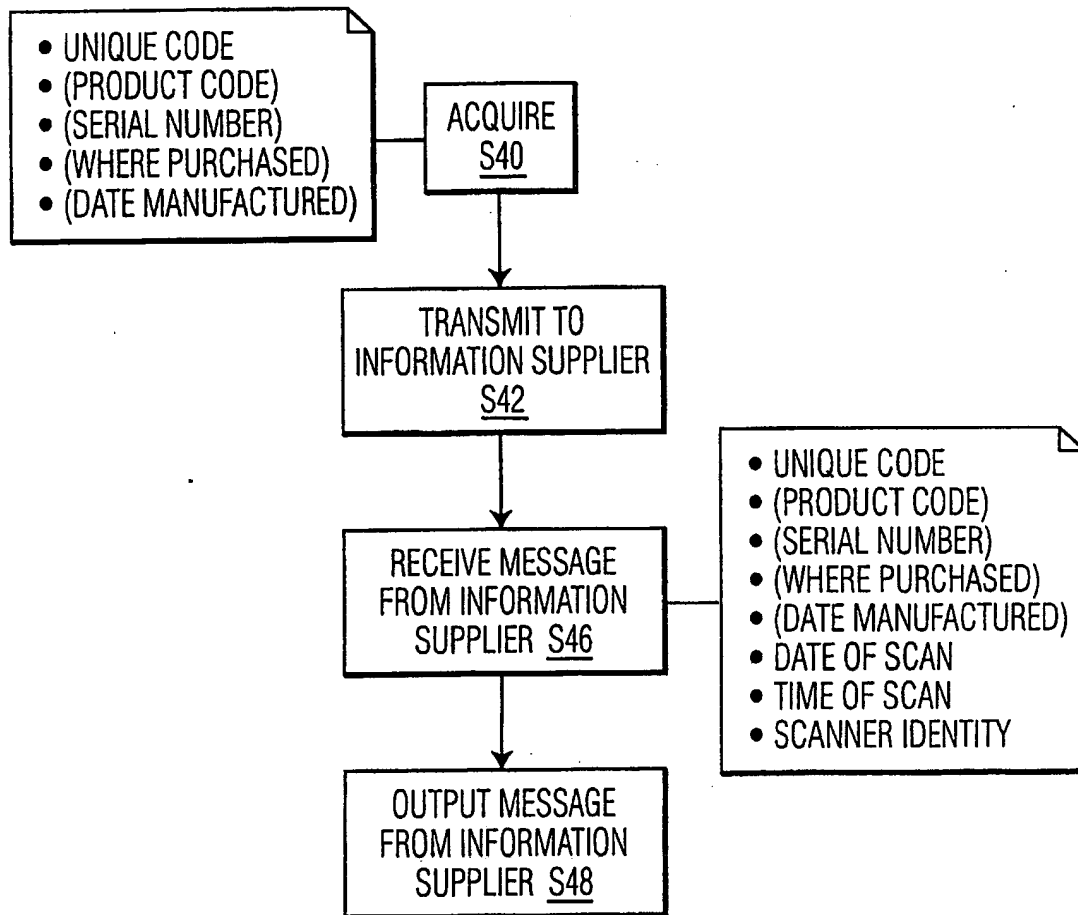 • UNIQUE CODE
• (PRODUCT CODE)
• (SERIAL NUMBER)
• (WHERE PURCHASED)
• (DATE MANUFACTURED)
ACQUIRE
S40
TRANSMIT TO
INFORMATION SUPPLIER
S42
RECEIVE MESSAGE
FROM INFORMATION
SUPPLIER S46
• UNIQUE CODE
• (PRODUCT CODE)
• (SERIAL NUMBER)
• (WHERE PURCHASED)
• (DATE MANUFACTURED)
• DATE OF SCAN
• TIME OF SCAN
• SCANNER IDENTITY
OUTPUT MESSAGE
FROM INFORMATION
SUPPLIER S48